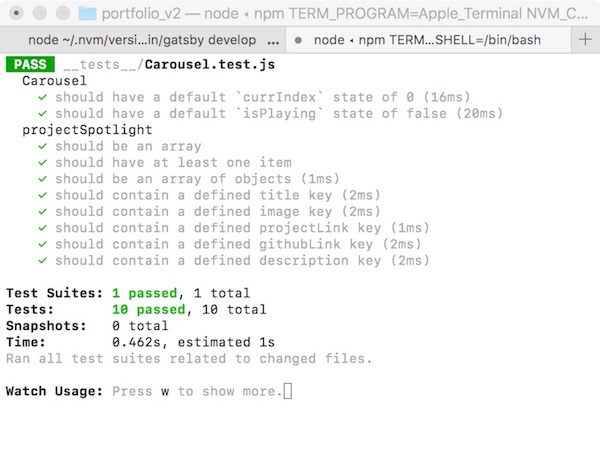 portfolio_v2 — node ◂ npm TERM_PROGRAM=Apple_Terminal NVM_C...
node ~/.nvm/versi...in/gatsby develop ...
node ◂ npm TERM...SHELL=/bin/bash
PASS __tests__/Carousel.test.js
Carousel
✓ should have a default `currIndex` state of 0 (16ms)
✓ should have a default `isPlaying` state of false (20ms)
projectSpotlight
✓ should be an array
✓ should have at least one item
✓ should be an array of objects (1ms)
✓ should contain a defined title key (2ms)
✓ should contain a defined image key (2ms)
✓ should contain a defined projectLink key (1ms)
✓ should contain a defined githubLink key (2ms)
✓ should contain a defined description key (2ms)
Test Suites: 1 passed, 1 total
Tests: 10 passed, 10 total
Snapshots: 0 total
Time: 0.462s, estimated 1s
Ran all test suites related to changed files.
Watch Usage: Press w to show more.